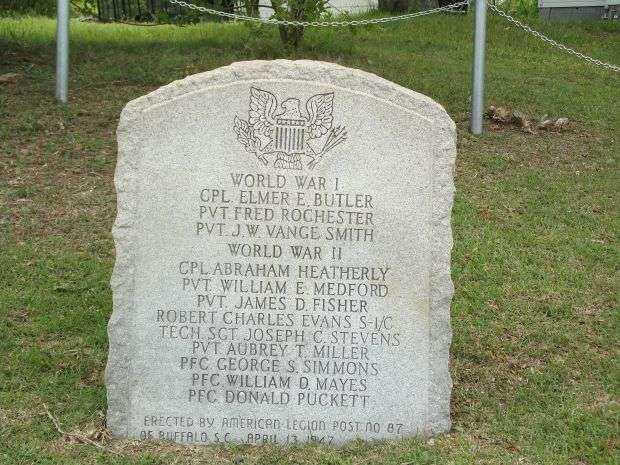 WORLD WAR I
CPL. ELMER E. BUTLER
PVT. FRED ROCHESTER
PVT. J.W. VANGE SMITH
WORLD WAR II
CPL. ABRAHAM HEATHERLY
PVT. WILLIAM E. MEDFORD
PVT. JAMES D. FISHER
ROBERT CHARLES EVANS S-1/C
TECH. SGT. JOSEPH C. STEVENS
PVT. AUBREY T. MILLER
PFC. GEORGE S. SIMMONS
PFC. WILLIAM D. MAYES
PFC. DONALD PUCKETT
ERECTED BY AMERICAN LEGION POST NO 87
OF BUFFALO S.C. APRIL 13, 1947